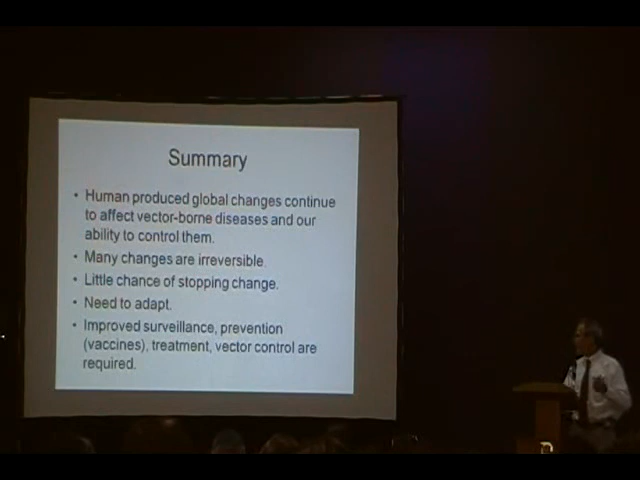 Summary
• Human produced global changes continue
to affect vector-borne diseases and our
ability to control them.
• Many changes are irreversible.
• Little chance of stopping change.
• Need to adapt.
• Improved surveillance, prevention
(vaccines), treatment, vector control are
required.